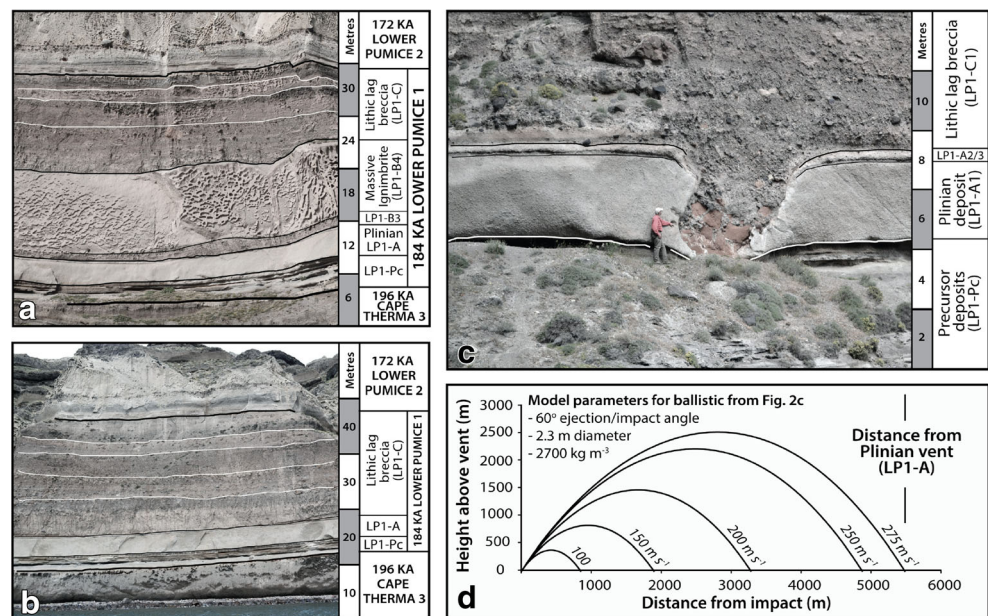 Metres
172 KA
LOWER
PUMICE 2
30
24
18
12
6
Lithic lag
breccia
(LP1-C)
Massive
Ignimbrite
(LP1-B4)
LP1-B3
Plinian
LP1-A
LP1-Pc
184 KA LOWER PUMICE 1
196 KA
CAPE
THERMA 3
a
Metres
172 KA
LOWER
PUMICE 2
40
30
20
10
Lithic lag
breccia
(LP1-C)
LP1-A
LP1-Pc
184 KA LOWER PUMICE 1
196 KA
CAPE
THERMA 3
b
Metres
10
8
6
4
2
Lithic lag breccia
(LP1-C1)
LP1-A2/3
Plinian
deposit
(LP1-A1)
Precursor
deposits
(LP1-Pc)
c
Model parameters for ballistic from Fig. 2c
- 60º ejection/impact angle
- 2.3 m diameter
- 2700 kg m⁻³
Distance from
Plinian vent
(LP1-A)
Height above vent (m)
3000
2500
2000
1500
1000
500
0
100
150 m s⁻¹
200 m s⁻¹
250 m s⁻¹
275 m s⁻¹
1000
2000
3000
4000
5000
6000
Distance from impact (m)
d